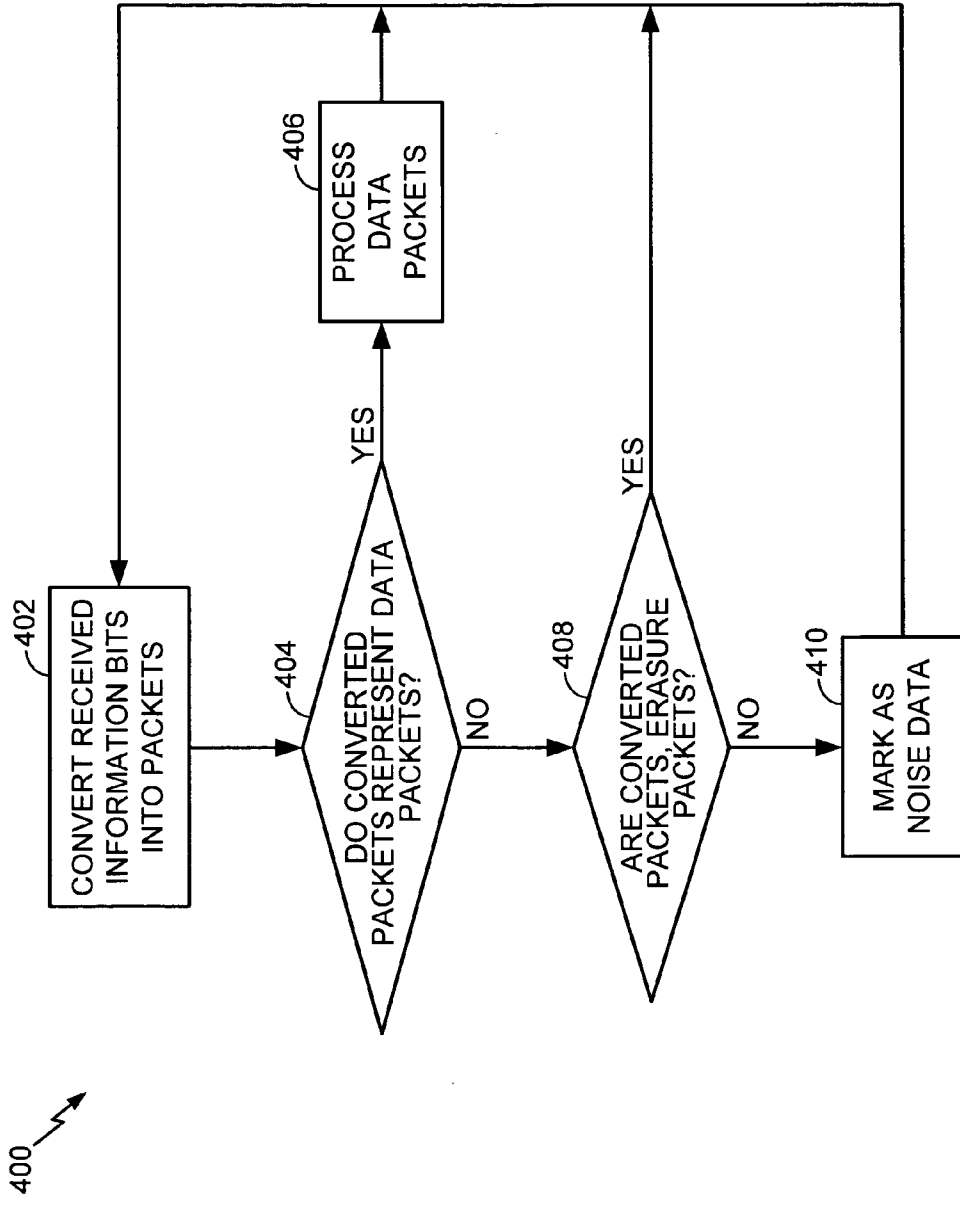 400
402
CONVERT RECEIVED
INFORMATION BITS
INTO PACKETS
404
DO CONVERTED
PACKETS REPRESENT DATA
PACKETS?
YES
NO
406
PROCESS
DATA
PACKETS
408
ARE CONVERTED
PACKETS, ERASURE
PACKETS?
YES
NO
410
MARK AS
NOISE DATA